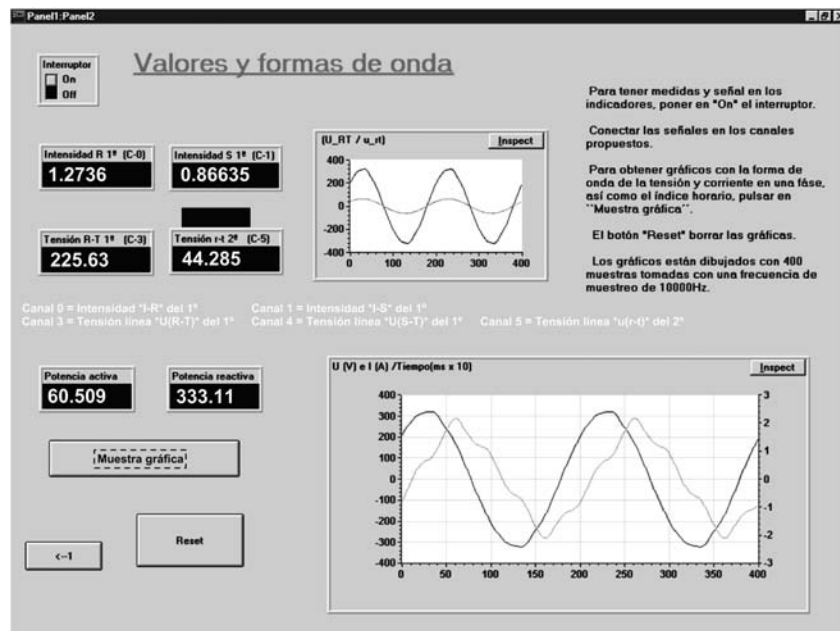 Panel1:Panel2
Interruptor
On
Off
Valores y formas de onda
Para tener medidas y señal en los
indicadores, poner en "On" el interruptor.
Conectar las señales en los canales
propuestos.
Para obtener gráficos con la forma de
onda de la tensión y corriente en una fáse,
así como el índice horario, pulsar en
``Muestra gráfica´´.
El botón "Reset" borrar las gráficas.
Los gráficos están dibujados con 400
muestras tomadas con una frecuencia de
muestreo de 10000Hz.
Intensidad R 1º (C-0)
1.2736
Intensidad S 1º (C-1)
0.86635
Tensión R-T 1º (C-3)
225.63
Tensión r-t 2º (C-5)
44.285
(U_RT / u_rt)
Inspect
400
200
0
-200
-400
0 100 200 300 400
Canal 0 = Intensidad "I-R" del 1º Canal 1 = Intensidad "I-S" del 1º
Canal 3 = Tensión línea "U(R-T)" del 1º Canal 4 = Tensión línea "U(S-T)" del 1º Canal 5 = Tensión línea "u(r-t)" del 2º
Potencia activa
60.509
Potencia reactiva
333.11
Muestra gráfica
<--1
Reset
U (V) e I (A) /Tiempo(ms x 10)
Inspect
400
300
200
100
0
-100
-200
-300
-400
3
2
1
0
-1
-2
-3
0 50 100 150 200 250 300 350 400